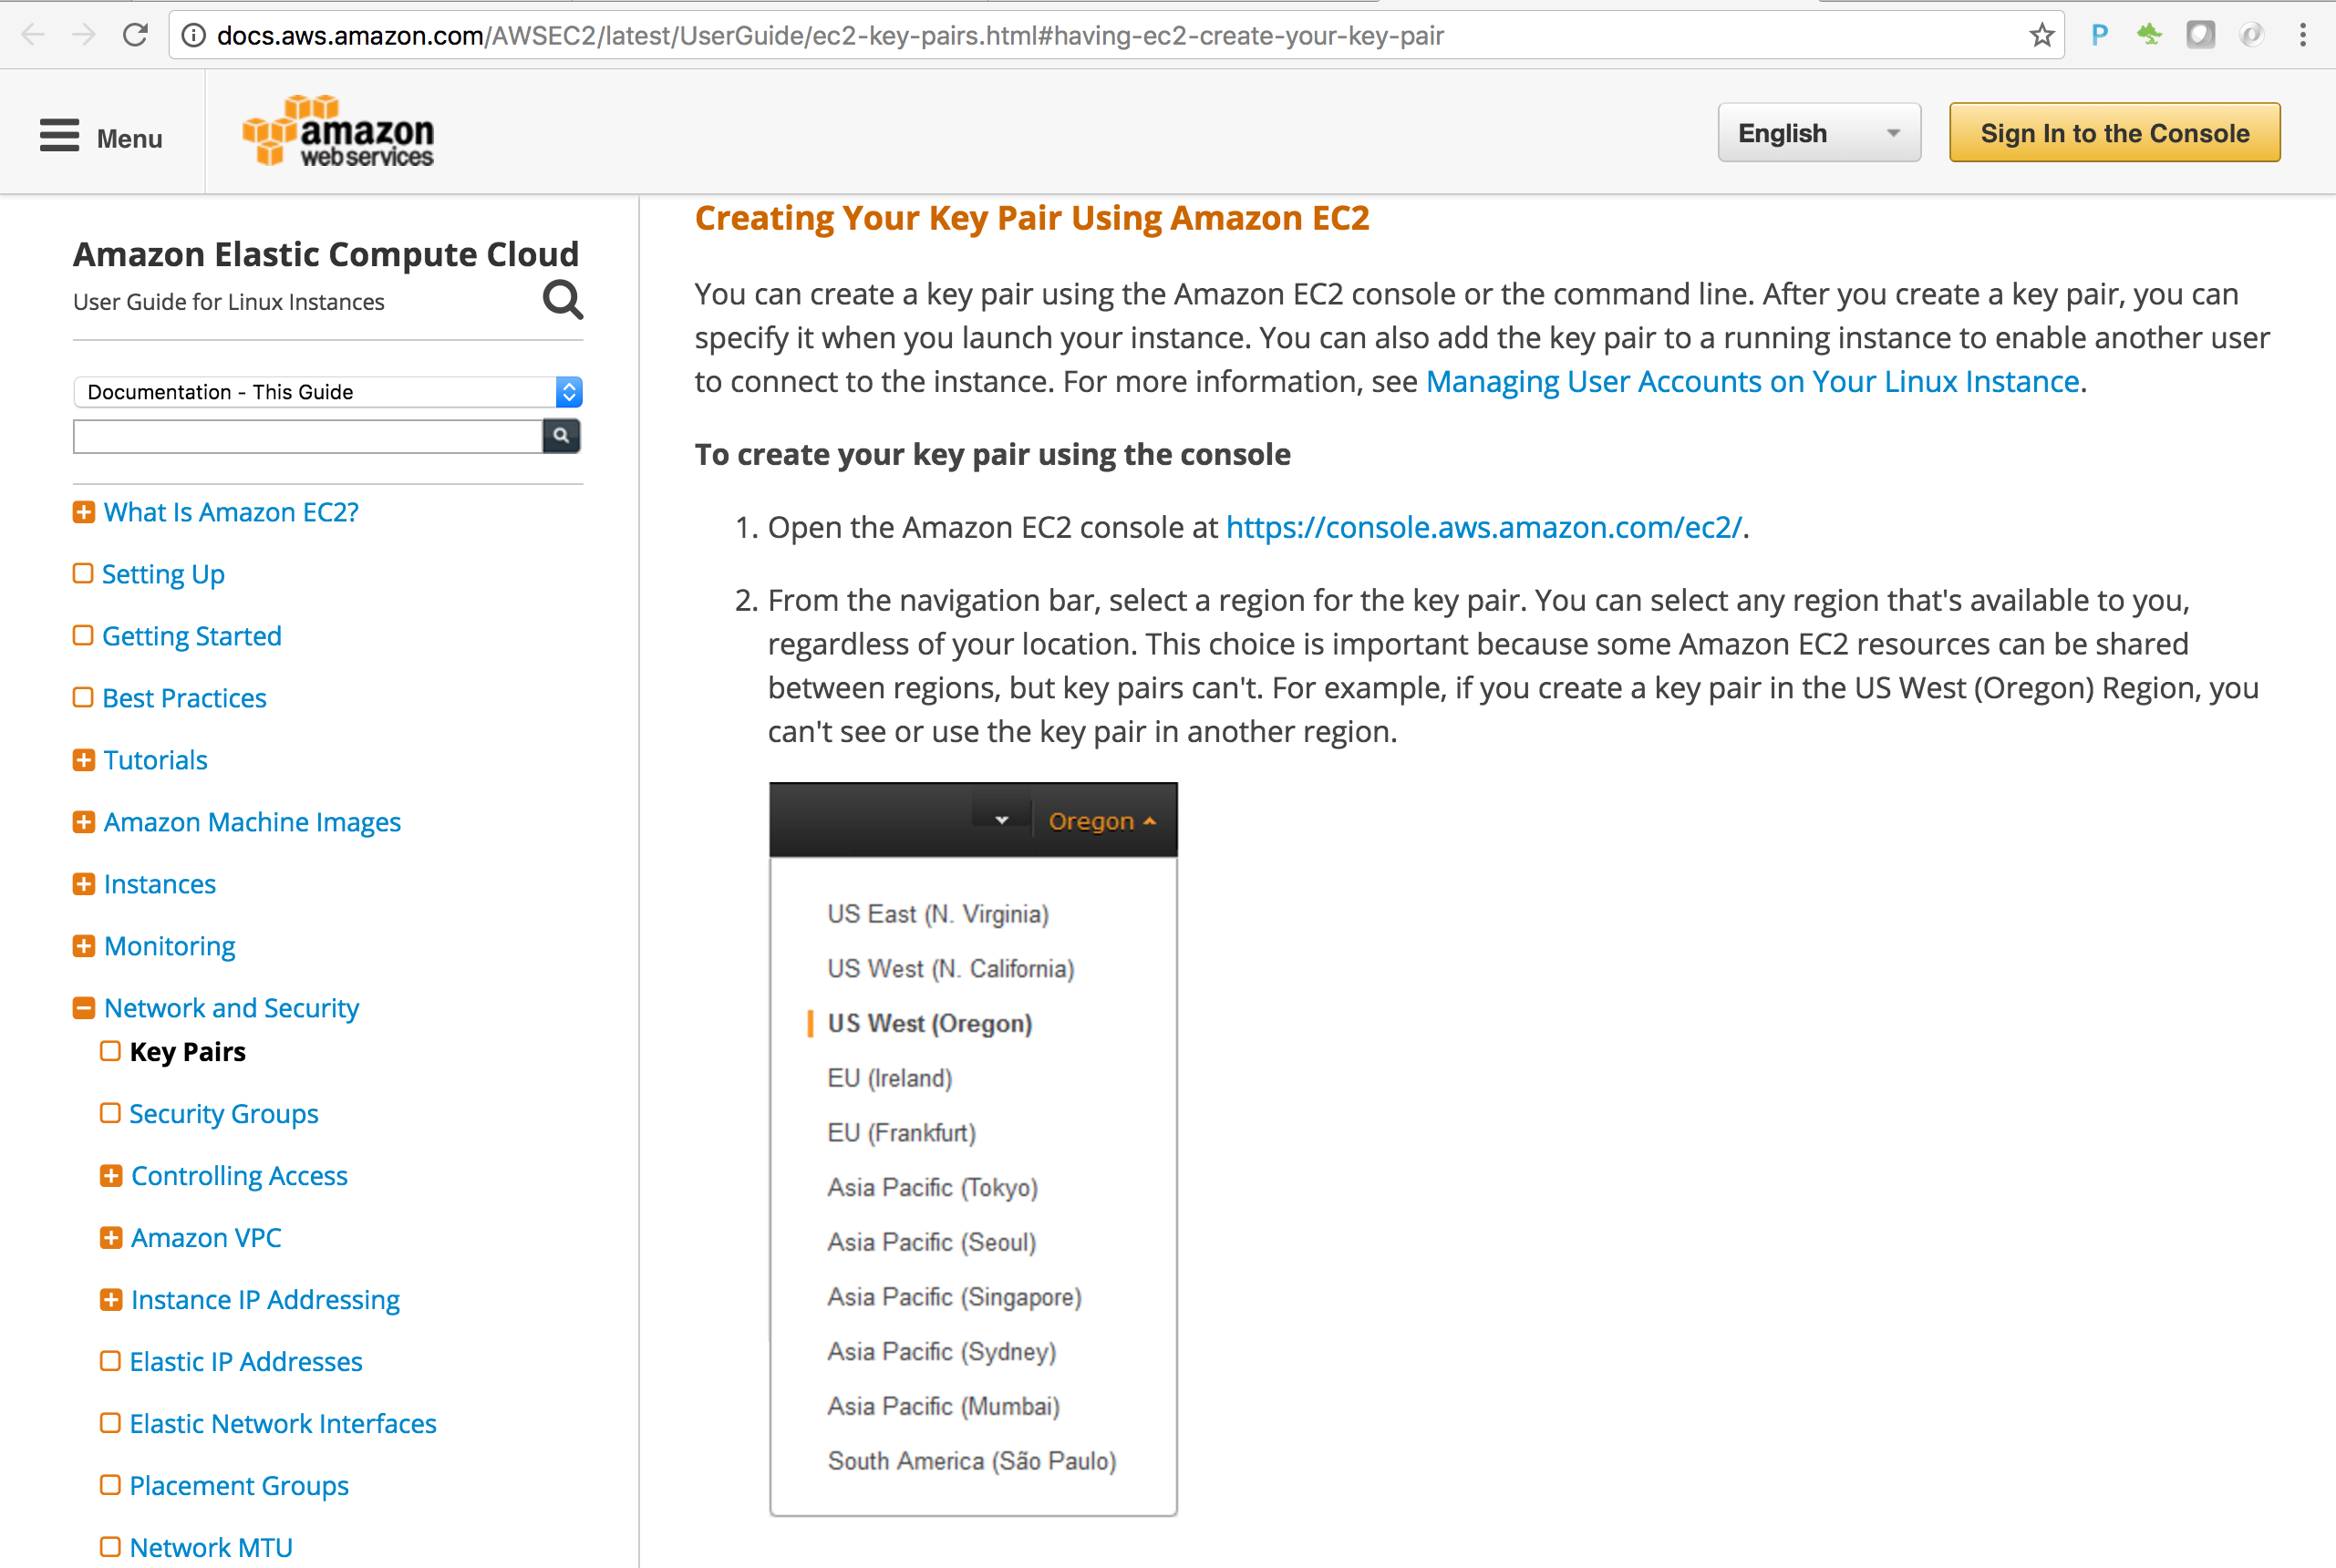 docs.aws.amazon.com/AWSEC2/latest/UserGuide/ec2-key-pairs.html#having-ec2-create-your-key-pair
P
Menu
amazon
web services
English
Sign In to the Console
Amazon Elastic Compute Cloud
User Guide for Linux Instances
Documentation - This Guide
What Is Amazon EC2?
Setting Up
Getting Started
Best Practices
Tutorials
Amazon Machine Images
Instances
Monitoring
Network and Security
Key Pairs
Security Groups
Controlling Access
Amazon VPC
Instance IP Addressing
Elastic IP Addresses
Elastic Network Interfaces
Placement Groups
Network MTU
Creating Your Key Pair Using Amazon EC2
You can create a key pair using the Amazon EC2 console or the command line. After you create a key pair, you can
specify it when you launch your instance. You can also add the key pair to a running instance to enable another user
to connect to the instance. For more information, see Managing User Accounts on Your Linux Instance.
To create your key pair using the console
1. Open the Amazon EC2 console at https://console.aws.amazon.com/ec2/.
2. From the navigation bar, select a region for the key pair. You can select any region that's available to you,
regardless of your location. This choice is important because some Amazon EC2 resources can be shared
between regions, but key pairs can't. For example, if you create a key pair in the US West (Oregon) Region, you
can't see or use the key pair in another region.
Oregon
US East (N. Virginia)
US West (N. California)
US West (Oregon)
EU (Ireland)
EU (Frankfurt)
Asia Pacific (Tokyo)
Asia Pacific (Seoul)
Asia Pacific (Singapore)
Asia Pacific (Sydney)
Asia Pacific (Mumbai)
South America (São Paulo)